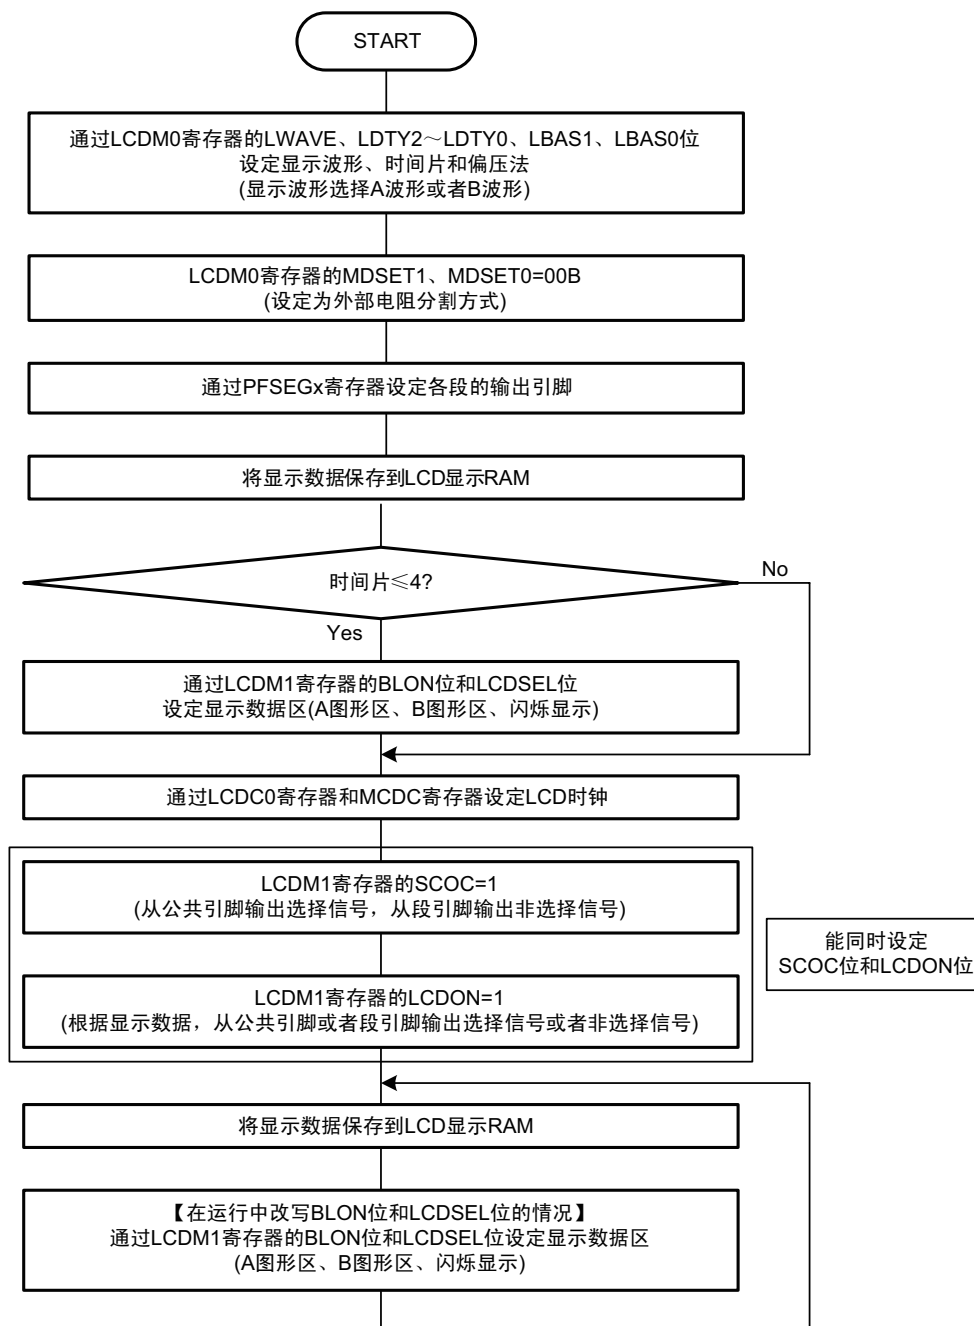 START
通过LCDM0寄存器的LWAVE、LDTY2～LDTY0、LBAS1、LBAS0位
设定显示波形、时间片和偏压法
(显示波形选择A波形或者B波形)
LCDM0寄存器的MDSET1、MDSET0=00B
(设定为外部电阻分割方式)
通过PFSEGx寄存器设定各段的输出引脚
将显示数据保存到LCD显示RAM
时间片≤4?
No
Yes
通过LCDM1寄存器的BLON位和LCDSEL位
设定显示数据区(A图形区、B图形区、闪烁显示)
通过LCDC0寄存器和MCDC寄存器设定LCD时钟
LCDM1寄存器的SCOC=1
(从公共引脚输出选择信号，从段引脚输出非选择信号)
能同时设定
SCOC位和LCDON位
LCDM1寄存器的LCDON=1
(根据显示数据，从公共引脚或者段引脚输出选择信号或者非选择信号)
将显示数据保存到LCD显示RAM
【在运行中改写BLON位和LCDSEL位的情况】
通过LCDM1寄存器的BLON位和LCDSEL位设定显示数据区
(A图形区、B图形区、闪烁显示)